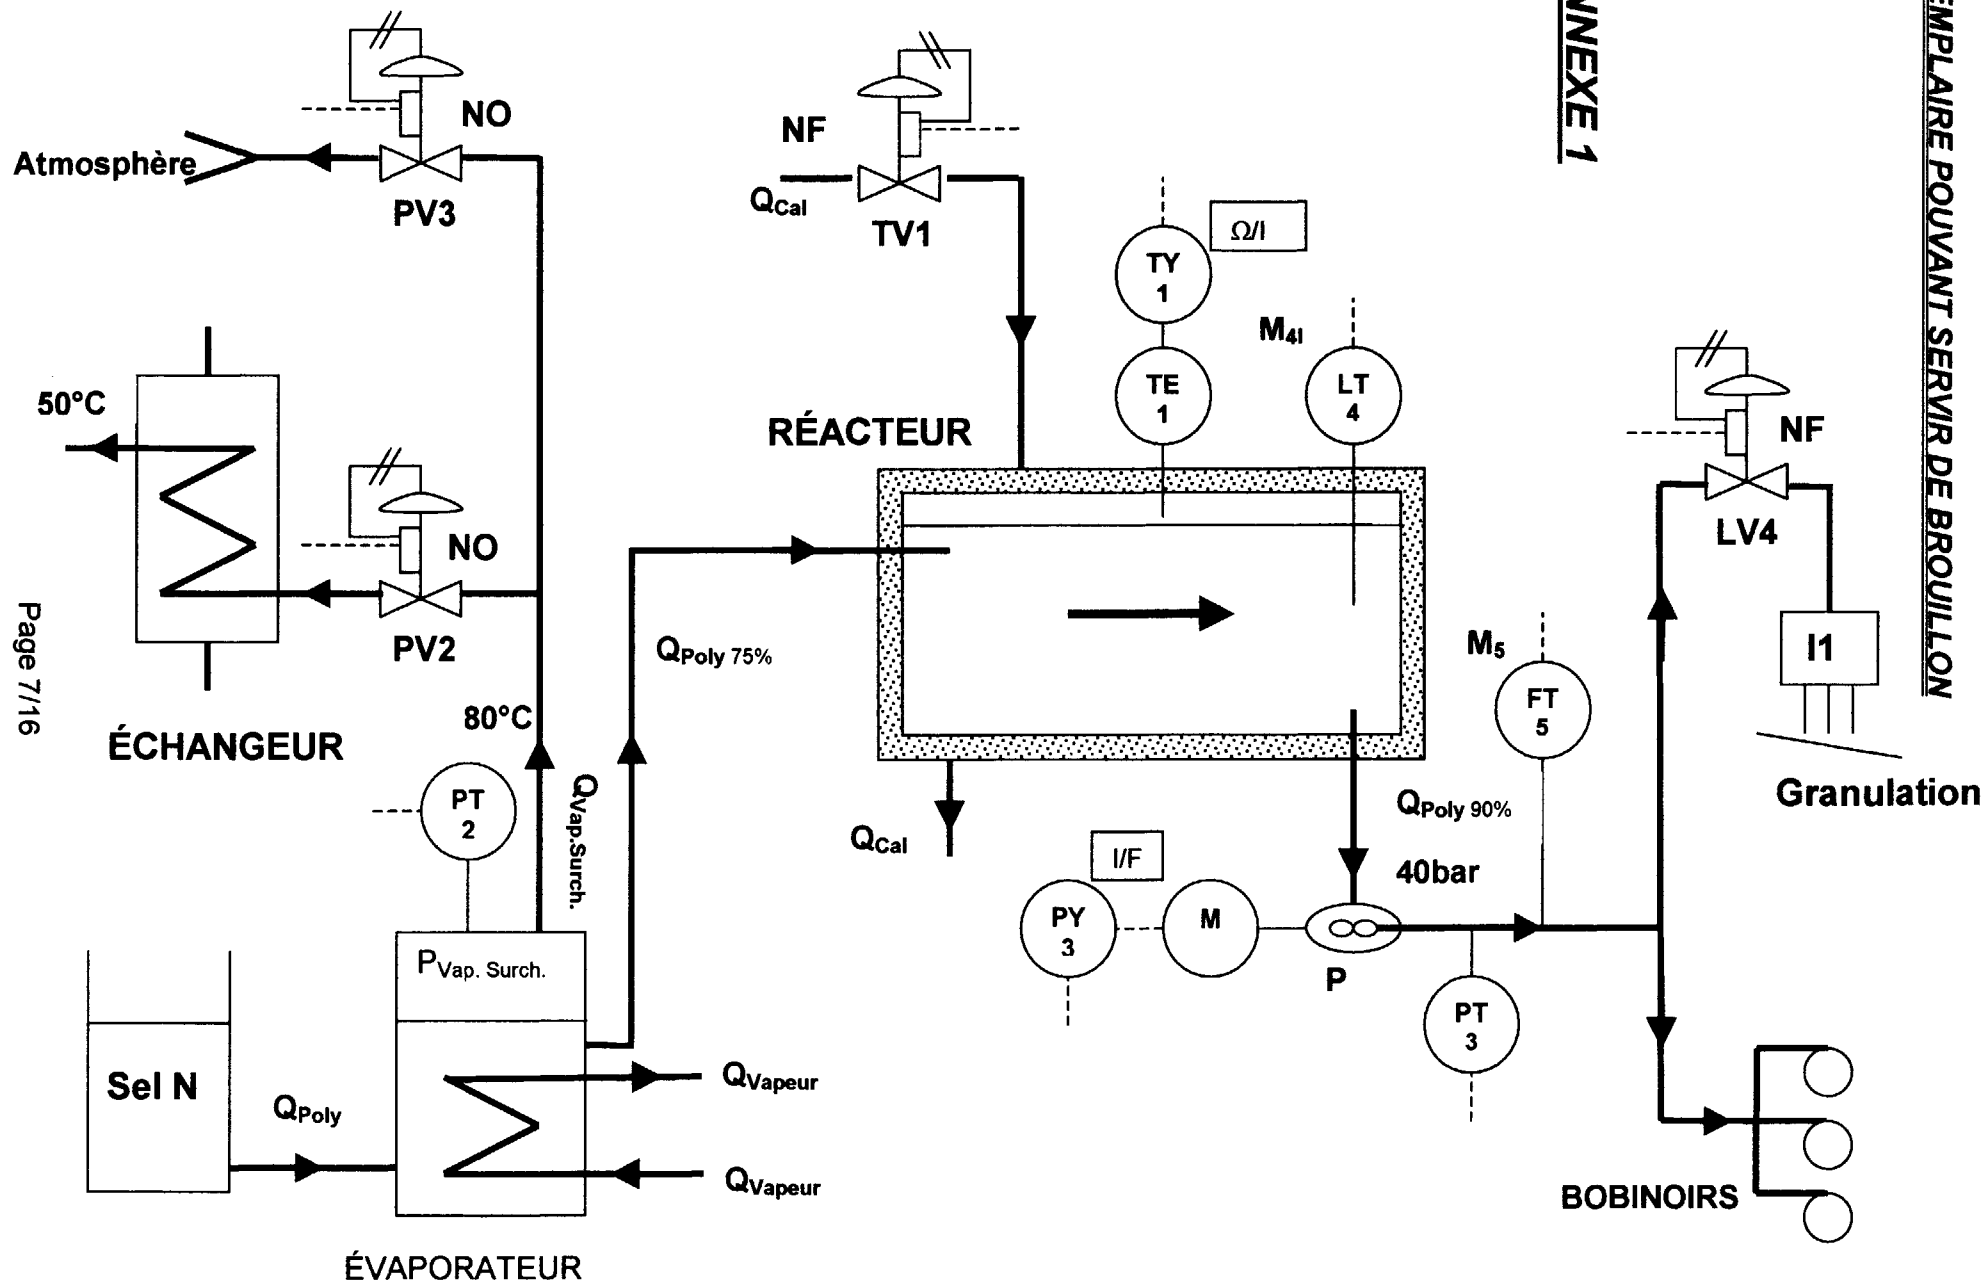 NNEXE 1
EMPLAIRE POUVANT SERVIR DE BROUILLON
NO
Atmosphère
PV3
NF
QCal
TV1
TY
1
Ω/I
M4I
TE
1
LT
4
50°C
RÉACTEUR
NO
PV2
NF
LV4
QPoly 75%
M5
FT
5
I1
Page 7/16
80°C
ÉCHANGEUR
PT
2
QVap.Surch.
QCal
QPoly 90%
Granulation
I/F
40bar
PY
3
M
P
PVap. Surch.
PT
3
Sel N
QPoly
QVapeur
QVapeur
BOBINOIRS
ÉVAPORATEUR